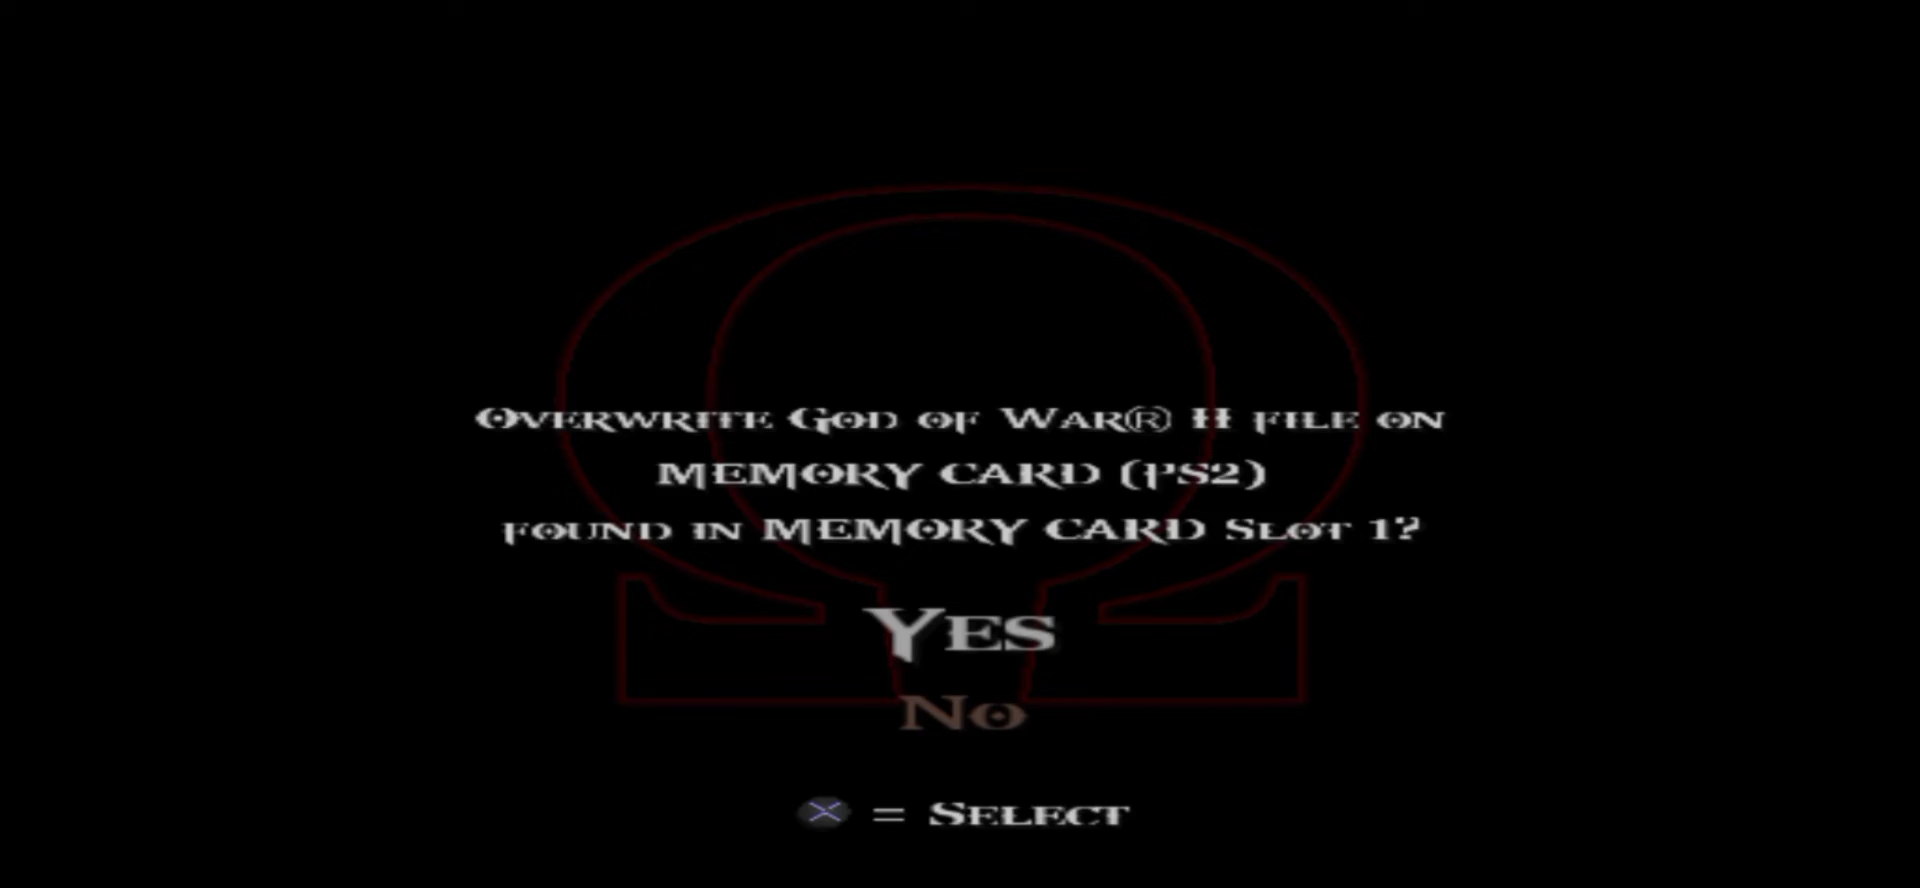 Overwrite God of War® II file on
MEMORY CARD (PS2)
found in MEMORY CARD Slot 1?
Yes
No
= Select